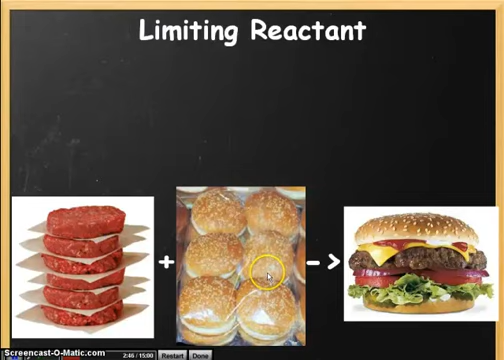 Limiting Reactant
+
->
Screencast-O-Matic.com
2:46 / 15:00 Restart Done